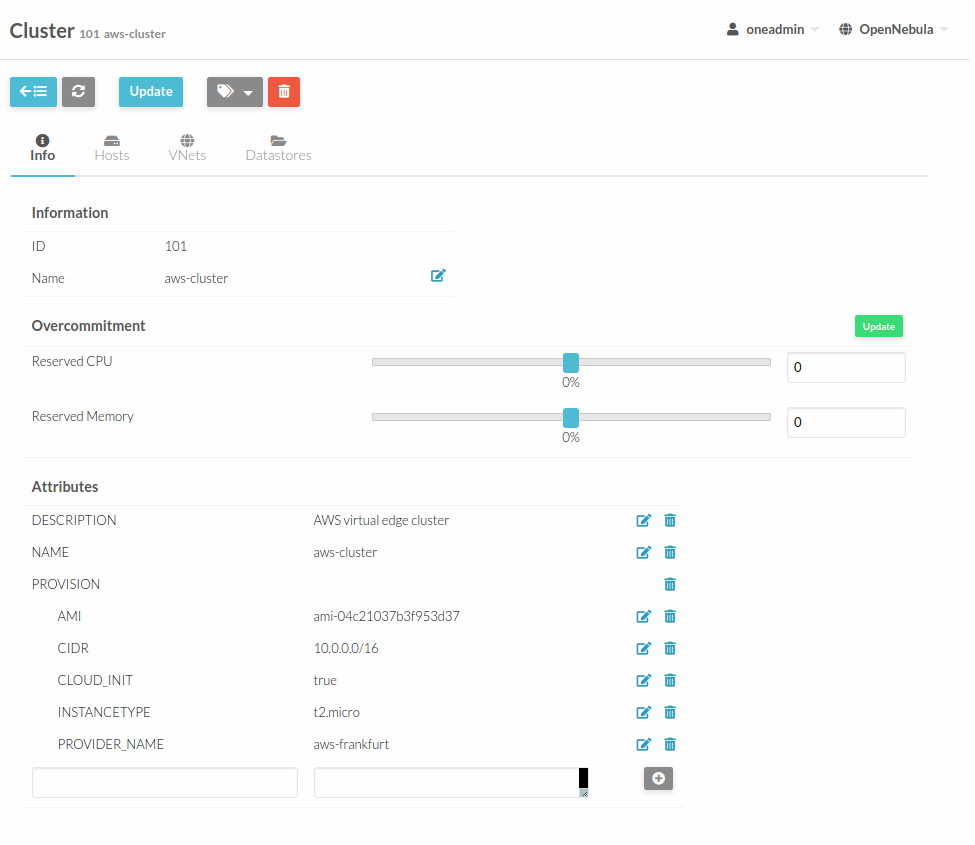 Cluster 101 aws-cluster
oneadmin
OpenNebula
Update
Info
Hosts
VNets
Datastores
Information
ID 101
Name aws-cluster
Overcommitment
Update
Reserved CPU
0%
0
Reserved Memory
0%
0
Attributes
DESCRIPTION AWS virtual edge cluster
NAME aws-cluster
PROVISION
AMI ami-04c21037b3f953d37
CIDR 10.0.0.0/16
CLOUD_INIT true
INSTANCETYPE t2.micro
PROVIDER_NAME aws-frankfurt